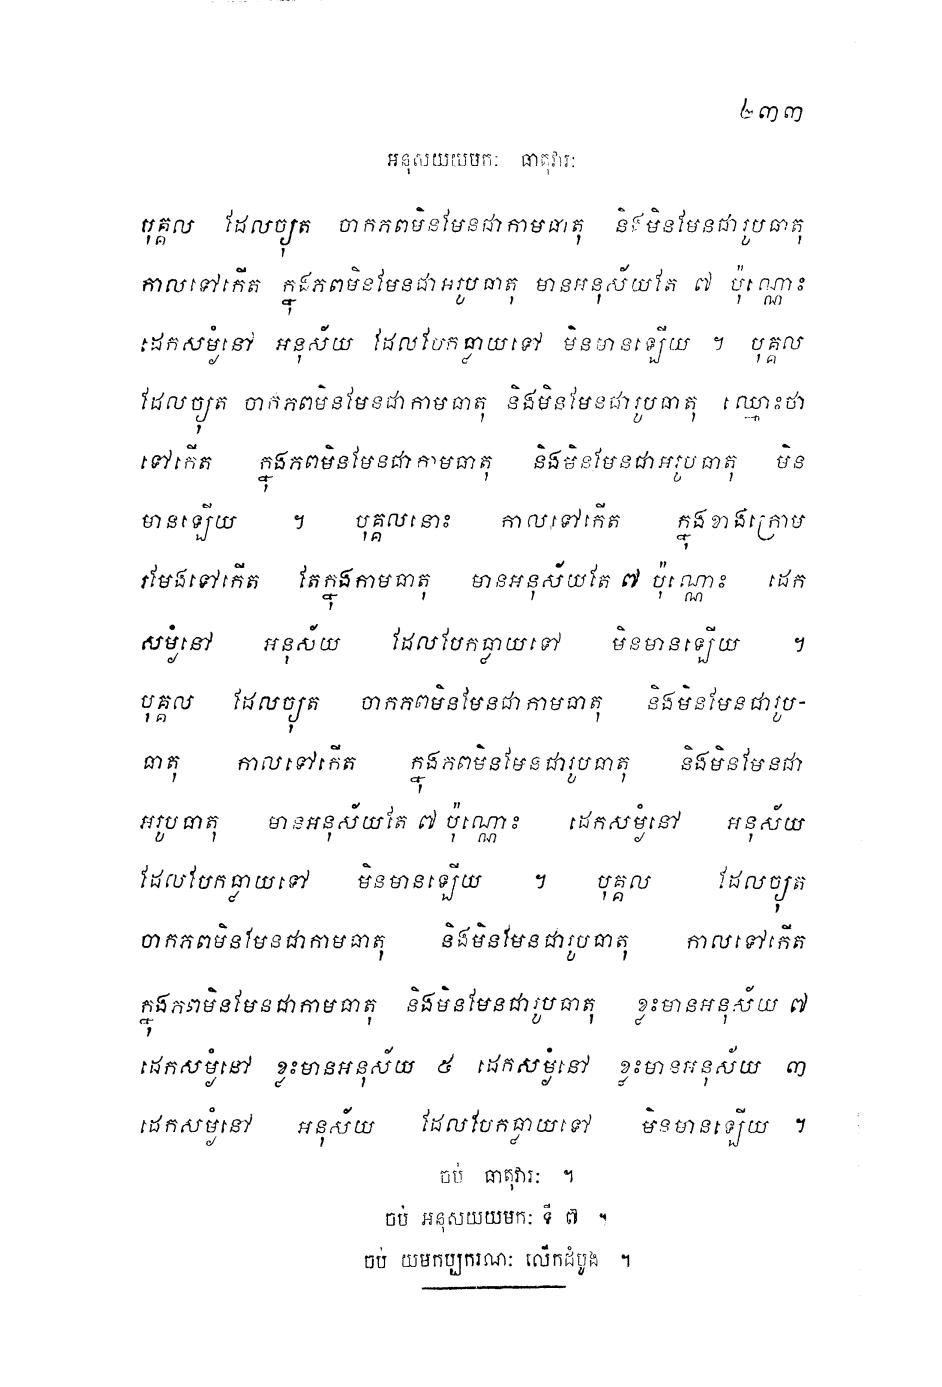 ២៣៣
អនុសយយមកៈ ធាតុវារៈ
បុគ្គល ដែលច្យុត ចាកភពមិនមែនជាកាមធាតុ និងមិនមែនជារូបធាតុ
កាលទៅកើត ក្នុងភពមិនមែនជាអរូបធាតុ មានអនុស័យតែ ៧ ប៉ុណ្ណោះ
ដេកសម្ងំនៅ អនុស័យ ដែលបែកធ្លាយទៅ មិនមានឡើយ ។ បុគ្គល
ដែលច្យុត ចាកភពមិនមែនជាកាមធាតុ និងមិនមែនជារូបធាតុ ឈ្មោះថា
ទៅកើត ក្នុងភពមិនមែនជាកាមធាតុ និងមិនមែនជាអរូបធាតុ មិន
មានឡើយ ។ បុគ្គលនោះ កាលទៅកើត ក្នុងខាងក្រោម
រមែងទៅកើត តែក្នុងកាមធាតុ មានអនុស័យតែ ៧ ប៉ុណ្ណោះ ដេក
សម្ងំនៅ អនុស័យ ដែលបែកធ្លាយទៅ មិនមានឡើយ ។
បុគ្គល ដែលច្យុត ចាកភពមិនមែនជាកាមធាតុ និងមិនមែនជារូប-
ធាតុ កាលទៅកើត ក្នុងភពមិនមែនជារូបធាតុ និងមិនមែនជា
អរូបធាតុ មានអនុស័យតែ ៧ ប៉ុណ្ណោះ ដេកសម្ងំនៅ អនុស័យ
ដែលបែកធ្លាយទៅ មិនមានឡើយ ។ បុគ្គល ដែលច្យុត
ចាកភពមិនមែនជាកាមធាតុ និងមិនមែនជារូបធាតុ កាលទៅកើត
ក្នុងភពមិនមែនជាកាមធាតុ និងមិនមែនជារូបធាតុ ខ្លះមានអនុស័យ ៧
ដេកសម្ងំនៅ ខ្លះមានអនុស័យ ៥ ដេកសម្ងំនៅ ខ្លះមានអនុស័យ ៣
ដេកសម្ងំនៅ អនុស័យ ដែលបែកធ្លាយទៅ មិនមានឡើយ ។
ចប់ ធាតុវារៈ ។
ចប់ អនុសយយមកៈ ទី ៧ ។
ចប់ យមកប្បករណៈ លើកដំបូង ។